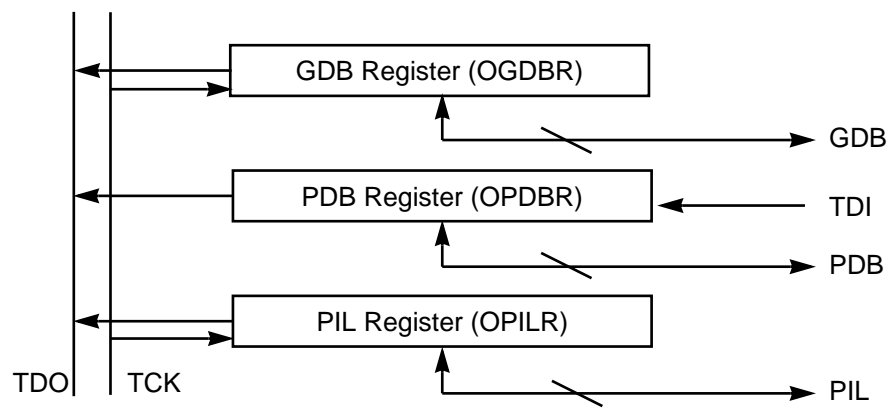 GDB Register (OGDBR)
GDB
PDB Register (OPDBR)
TDI
PDB
PIL Register (OPILR)
TDO
TCK
PIL